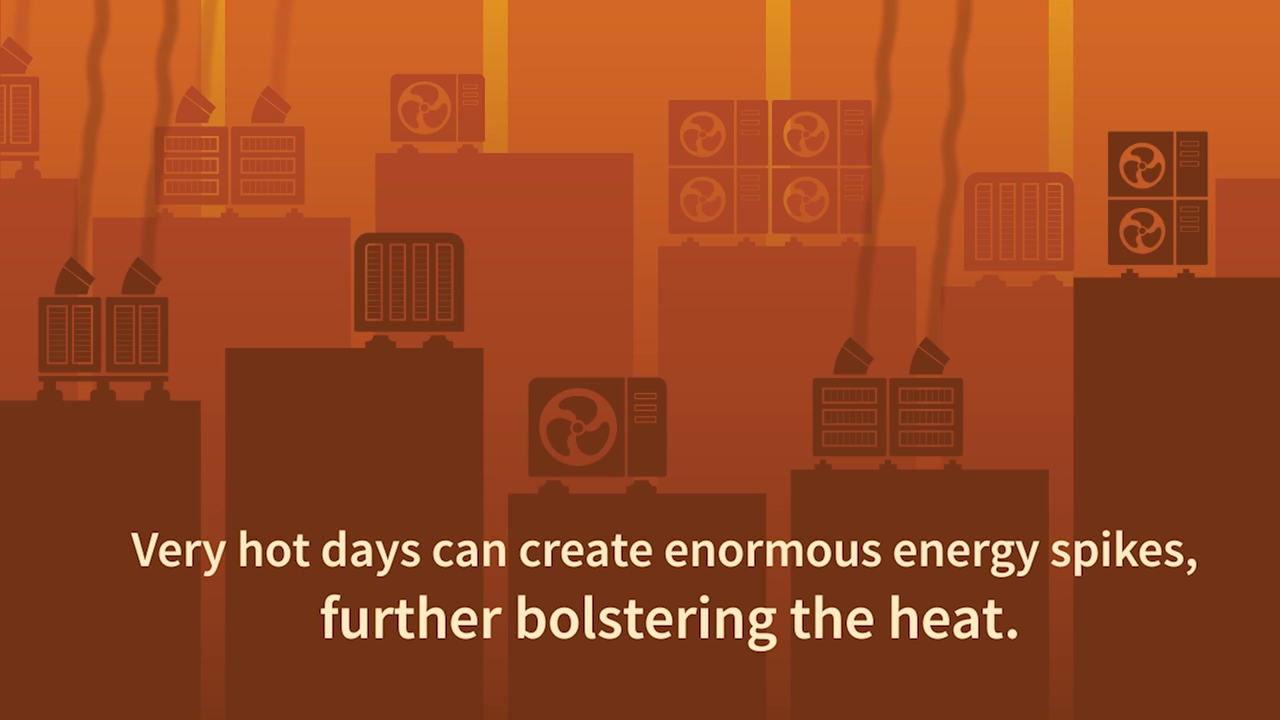 Very hot days can create enormous energy spikes,
further bolstering the heat.